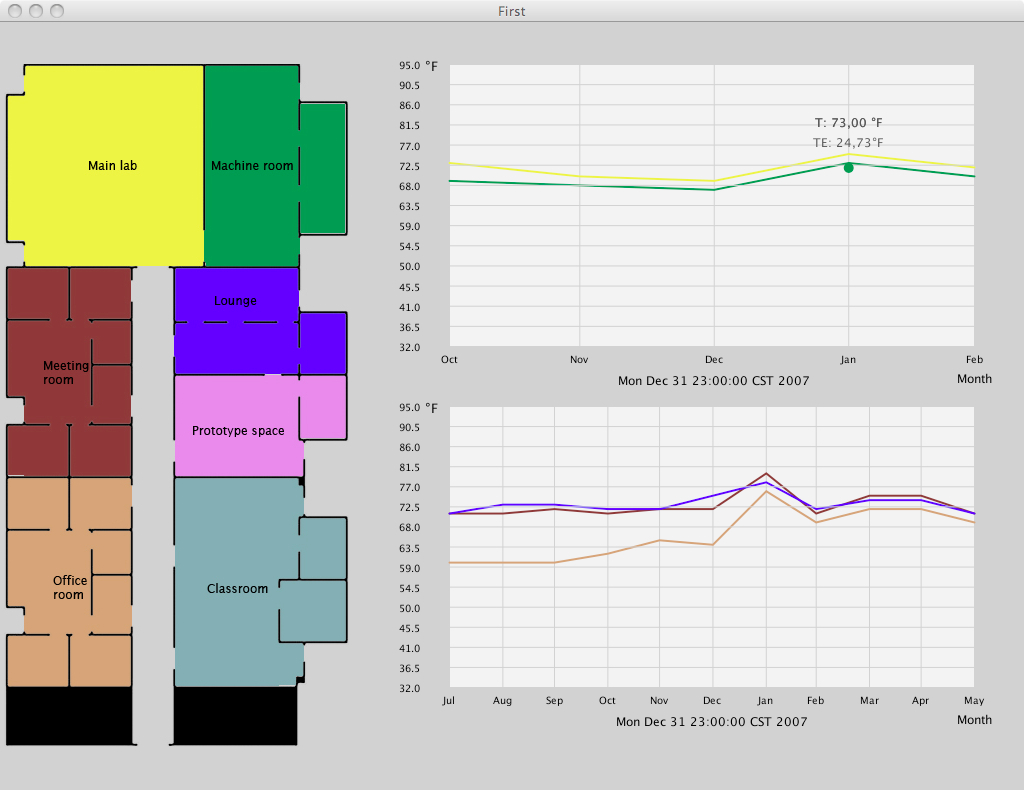 First
Main lab
Machine room
Lounge
Meeting
room
Prototype space
Office
room
Classroom
95.0 °F
90.5
86.0
81.5
77.0
72.5
68.0
63.5
59.0
54.5
50.0
45.5
41.0
36.5
32.0
T: 73,00 °F
TE: 24,73°F
Oct Nov Dec Jan Feb
Mon Dec 31 23:00:00 CST 2007 Month
95.0 °F
90.5
86.0
81.5
77.0
72.5
68.0
63.5
59.0
54.5
50.0
45.5
41.0
36.5
32.0
Jul Aug Sep Oct Nov Dec Jan Feb Mar Apr May
Mon Dec 31 23:00:00 CST 2007 Month